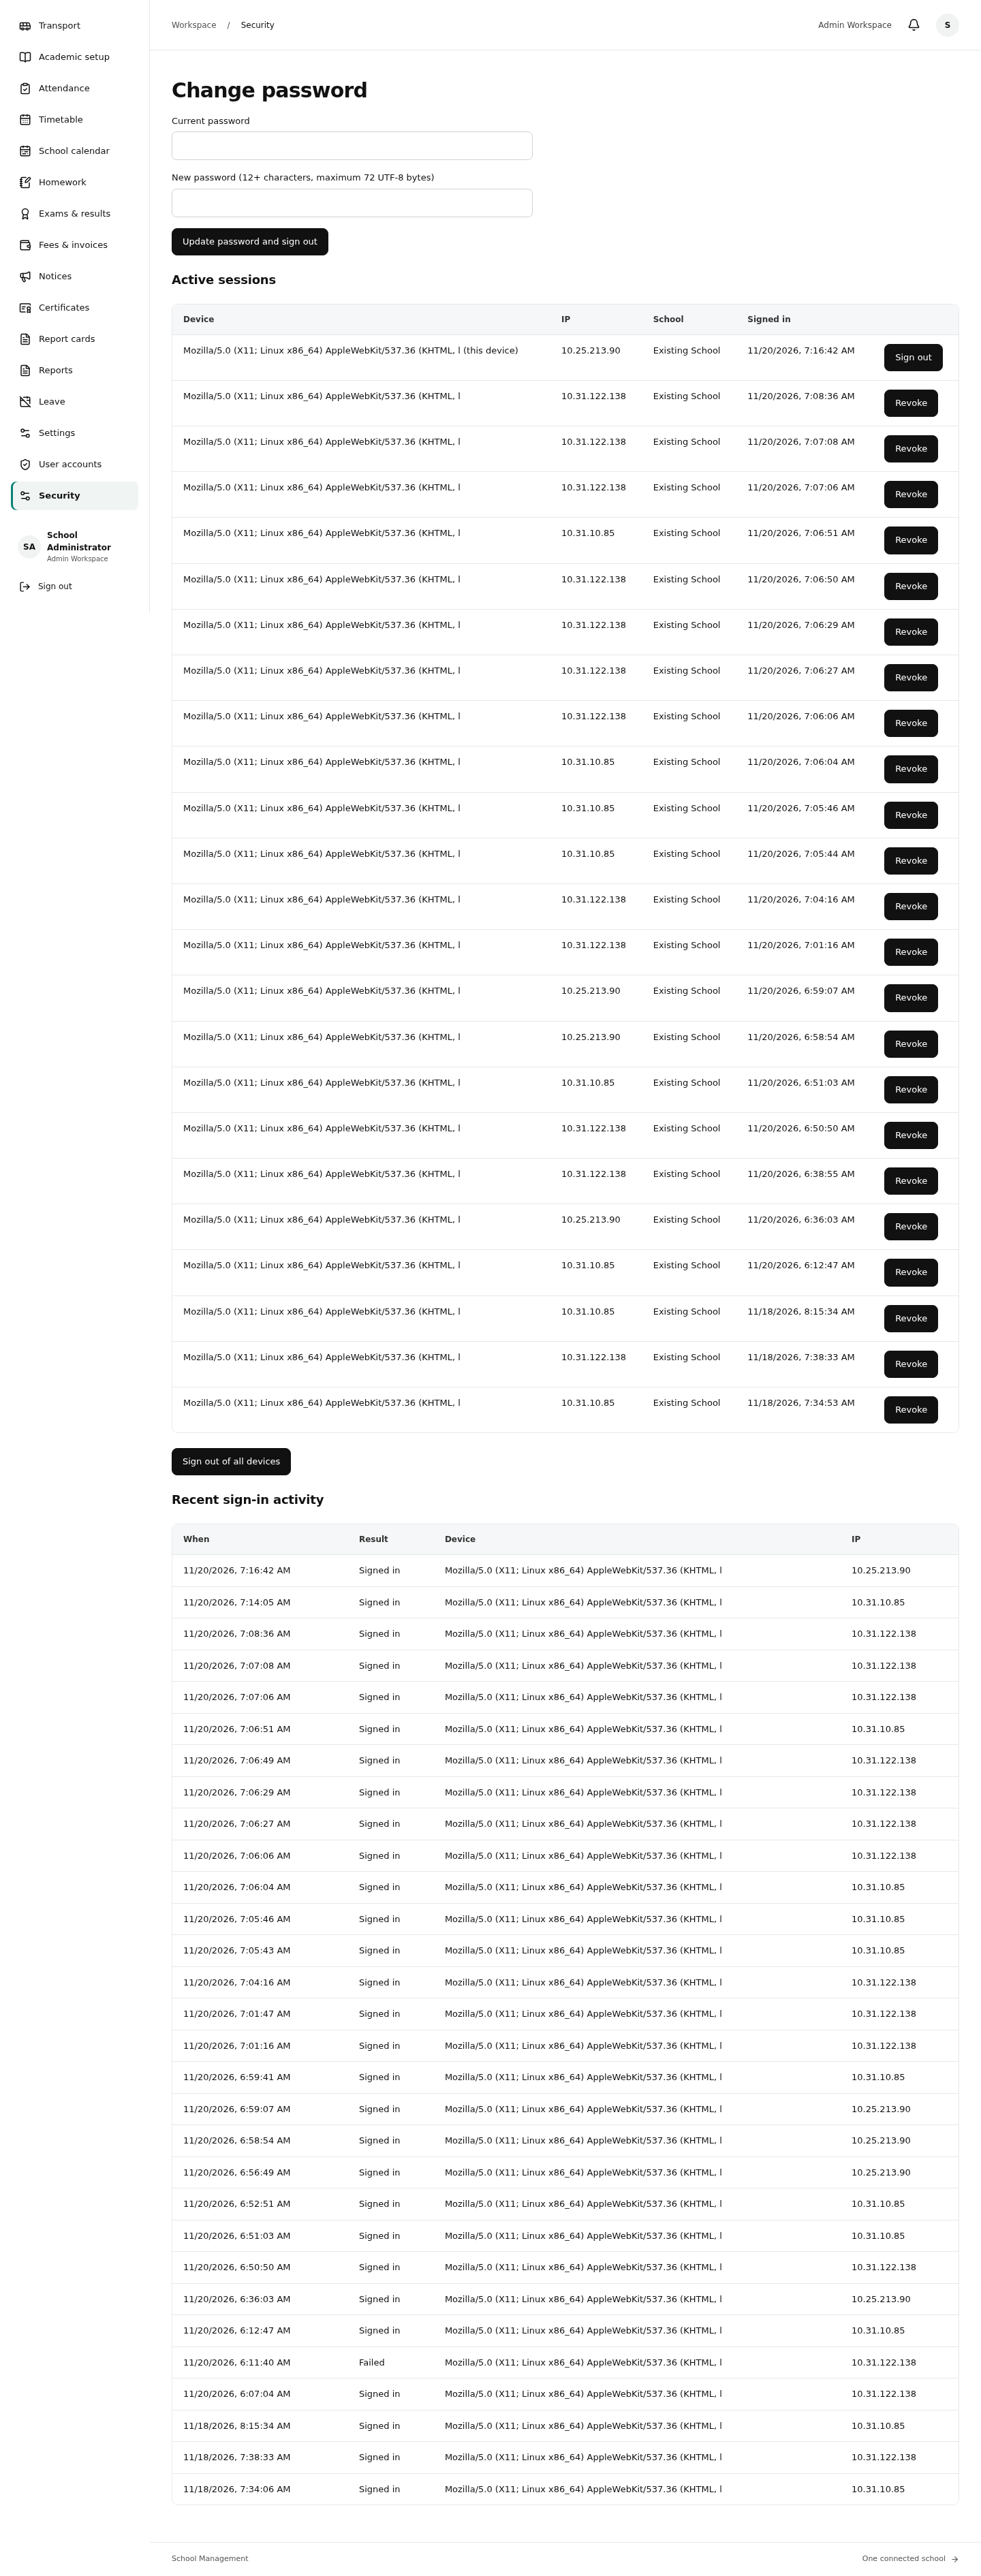 Transport
Academic setup
Attendance
Timetable
School calendar
Homework
Exams & results
Fees & invoices
Notices
Certificates
Report cards
Reports
Leave
Settings
User accounts
Security
SA
School
Administrator
Admin Workspace
Sign out
Workspace / Security
Admin Workspace S
Change password
Current password
New password (12+ characters, maximum 72 UTF-8 bytes)
Update password and sign out
Active sessions
Device IP School Signed in
Mozilla/5.0 (X11; Linux x86_64) AppleWebKit/537.36 (KHTML, l (this device) 10.25.213.90 Existing School 11/20/2026, 7:16:42 AM Sign out
Mozilla/5.0 (X11; Linux x86_64) AppleWebKit/537.36 (KHTML, l 10.31.122.138 Existing School 11/20/2026, 7:08:36 AM Revoke
Mozilla/5.0 (X11; Linux x86_64) AppleWebKit/537.36 (KHTML, l 10.31.122.138 Existing School 11/20/2026, 7:07:08 AM Revoke
Mozilla/5.0 (X11; Linux x86_64) AppleWebKit/537.36 (KHTML, l 10.31.122.138 Existing School 11/20/2026, 7:07:06 AM Revoke
Mozilla/5.0 (X11; Linux x86_64) AppleWebKit/537.36 (KHTML, l 10.31.10.85 Existing School 11/20/2026, 7:06:51 AM Revoke
Mozilla/5.0 (X11; Linux x86_64) AppleWebKit/537.36 (KHTML, l 10.31.122.138 Existing School 11/20/2026, 7:06:50 AM Revoke
Mozilla/5.0 (X11; Linux x86_64) AppleWebKit/537.36 (KHTML, l 10.31.122.138 Existing School 11/20/2026, 7:06:29 AM Revoke
Mozilla/5.0 (X11; Linux x86_64) AppleWebKit/537.36 (KHTML, l 10.31.122.138 Existing School 11/20/2026, 7:06:27 AM Revoke
Mozilla/5.0 (X11; Linux x86_64) AppleWebKit/537.36 (KHTML, l 10.31.122.138 Existing School 11/20/2026, 7:06:06 AM Revoke
Mozilla/5.0 (X11; Linux x86_64) AppleWebKit/537.36 (KHTML, l 10.31.10.85 Existing School 11/20/2026, 7:06:04 AM Revoke
Mozilla/5.0 (X11; Linux x86_64) AppleWebKit/537.36 (KHTML, l 10.31.10.85 Existing School 11/20/2026, 7:05:46 AM Revoke
Mozilla/5.0 (X11; Linux x86_64) AppleWebKit/537.36 (KHTML, l 10.31.10.85 Existing School 11/20/2026, 7:05:44 AM Revoke
Mozilla/5.0 (X11; Linux x86_64) AppleWebKit/537.36 (KHTML, l 10.31.122.138 Existing School 11/20/2026, 7:04:16 AM Revoke
Mozilla/5.0 (X11; Linux x86_64) AppleWebKit/537.36 (KHTML, l 10.31.122.138 Existing School 11/20/2026, 7:01:16 AM Revoke
Mozilla/5.0 (X11; Linux x86_64) AppleWebKit/537.36 (KHTML, l 10.25.213.90 Existing School 11/20/2026, 6:59:07 AM Revoke
Mozilla/5.0 (X11; Linux x86_64) AppleWebKit/537.36 (KHTML, l 10.25.213.90 Existing School 11/20/2026, 6:58:54 AM Revoke
Mozilla/5.0 (X11; Linux x86_64) AppleWebKit/537.36 (KHTML, l 10.31.10.85 Existing School 11/20/2026, 6:51:03 AM Revoke
Mozilla/5.0 (X11; Linux x86_64) AppleWebKit/537.36 (KHTML, l 10.31.122.138 Existing School 11/20/2026, 6:50:50 AM Revoke
Mozilla/5.0 (X11; Linux x86_64) AppleWebKit/537.36 (KHTML, l 10.31.122.138 Existing School 11/20/2026, 6:38:55 AM Revoke
Mozilla/5.0 (X11; Linux x86_64) AppleWebKit/537.36 (KHTML, l 10.25.213.90 Existing School 11/20/2026, 6:36:03 AM Revoke
Mozilla/5.0 (X11; Linux x86_64) AppleWebKit/537.36 (KHTML, l 10.31.10.85 Existing School 11/20/2026, 6:12:47 AM Revoke
Mozilla/5.0 (X11; Linux x86_64) AppleWebKit/537.36 (KHTML, l 10.31.10.85 Existing School 11/18/2026, 8:15:34 AM Revoke
Mozilla/5.0 (X11; Linux x86_64) AppleWebKit/537.36 (KHTML, l 10.31.122.138 Existing School 11/18/2026, 7:38:33 AM Revoke
Mozilla/5.0 (X11; Linux x86_64) AppleWebKit/537.36 (KHTML, l 10.31.10.85 Existing School 11/18/2026, 7:34:53 AM Revoke
Sign out of all devices
Recent sign-in activity
When Result Device IP
11/20/2026, 7:16:42 AM Signed in Mozilla/5.0 (X11; Linux x86_64) AppleWebKit/537.36 (KHTML, l 10.25.213.90
11/20/2026, 7:14:05 AM Signed in Mozilla/5.0 (X11; Linux x86_64) AppleWebKit/537.36 (KHTML, l 10.31.10.85
11/20/2026, 7:08:36 AM Signed in Mozilla/5.0 (X11; Linux x86_64) AppleWebKit/537.36 (KHTML, l 10.31.122.138
11/20/2026, 7:07:08 AM Signed in Mozilla/5.0 (X11; Linux x86_64) AppleWebKit/537.36 (KHTML, l 10.31.122.138
11/20/2026, 7:07:06 AM Signed in Mozilla/5.0 (X11; Linux x86_64) AppleWebKit/537.36 (KHTML, l 10.31.122.138
11/20/2026, 7:06:51 AM Signed in Mozilla/5.0 (X11; Linux x86_64) AppleWebKit/537.36 (KHTML, l 10.31.10.85
11/20/2026, 7:06:49 AM Signed in Mozilla/5.0 (X11; Linux x86_64) AppleWebKit/537.36 (KHTML, l 10.31.122.138
11/20/2026, 7:06:29 AM Signed in Mozilla/5.0 (X11; Linux x86_64) AppleWebKit/537.36 (KHTML, l 10.31.122.138
11/20/2026, 7:06:27 AM Signed in Mozilla/5.0 (X11; Linux x86_64) AppleWebKit/537.36 (KHTML, l 10.31.122.138
11/20/2026, 7:06:06 AM Signed in Mozilla/5.0 (X11; Linux x86_64) AppleWebKit/537.36 (KHTML, l 10.31.122.138
11/20/2026, 7:06:04 AM Signed in Mozilla/5.0 (X11; Linux x86_64) AppleWebKit/537.36 (KHTML, l 10.31.10.85
11/20/2026, 7:05:46 AM Signed in Mozilla/5.0 (X11; Linux x86_64) AppleWebKit/537.36 (KHTML, l 10.31.10.85
11/20/2026, 7:05:43 AM Signed in Mozilla/5.0 (X11; Linux x86_64) AppleWebKit/537.36 (KHTML, l 10.31.10.85
11/20/2026, 7:04:16 AM Signed in Mozilla/5.0 (X11; Linux x86_64) AppleWebKit/537.36 (KHTML, l 10.31.122.138
11/20/2026, 7:01:47 AM Signed in Mozilla/5.0 (X11; Linux x86_64) AppleWebKit/537.36 (KHTML, l 10.31.122.138
11/20/2026, 7:01:16 AM Signed in Mozilla/5.0 (X11; Linux x86_64) AppleWebKit/537.36 (KHTML, l 10.31.122.138
11/20/2026, 6:59:41 AM Signed in Mozilla/5.0 (X11; Linux x86_64) AppleWebKit/537.36 (KHTML, l 10.31.10.85
11/20/2026, 6:59:07 AM Signed in Mozilla/5.0 (X11; Linux x86_64) AppleWebKit/537.36 (KHTML, l 10.25.213.90
11/20/2026, 6:58:54 AM Signed in Mozilla/5.0 (X11; Linux x86_64) AppleWebKit/537.36 (KHTML, l 10.25.213.90
11/20/2026, 6:56:49 AM Signed in Mozilla/5.0 (X11; Linux x86_64) AppleWebKit/537.36 (KHTML, l 10.25.213.90
11/20/2026, 6:52:51 AM Signed in Mozilla/5.0 (X11; Linux x86_64) AppleWebKit/537.36 (KHTML, l 10.31.10.85
11/20/2026, 6:51:03 AM Signed in Mozilla/5.0 (X11; Linux x86_64) AppleWebKit/537.36 (KHTML, l 10.31.10.85
11/20/2026, 6:50:50 AM Signed in Mozilla/5.0 (X11; Linux x86_64) AppleWebKit/537.36 (KHTML, l 10.31.122.138
11/20/2026, 6:36:03 AM Signed in Mozilla/5.0 (X11; Linux x86_64) AppleWebKit/537.36 (KHTML, l 10.25.213.90
11/20/2026, 6:12:47 AM Signed in Mozilla/5.0 (X11; Linux x86_64) AppleWebKit/537.36 (KHTML, l 10.31.10.85
11/20/2026, 6:11:40 AM Failed Mozilla/5.0 (X11; Linux x86_64) AppleWebKit/537.36 (KHTML, l 10.31.122.138
11/20/2026, 6:07:04 AM Signed in Mozilla/5.0 (X11; Linux x86_64) AppleWebKit/537.36 (KHTML, l 10.31.122.138
11/18/2026, 8:15:34 AM Signed in Mozilla/5.0 (X11; Linux x86_64) AppleWebKit/537.36 (KHTML, l 10.31.10.85
11/18/2026, 7:38:33 AM Signed in Mozilla/5.0 (X11; Linux x86_64) AppleWebKit/537.36 (KHTML, l 10.31.122.138
11/18/2026, 7:34:06 AM Signed in Mozilla/5.0 (X11; Linux x86_64) AppleWebKit/537.36 (KHTML, l 10.31.10.85
School Management One connected school →